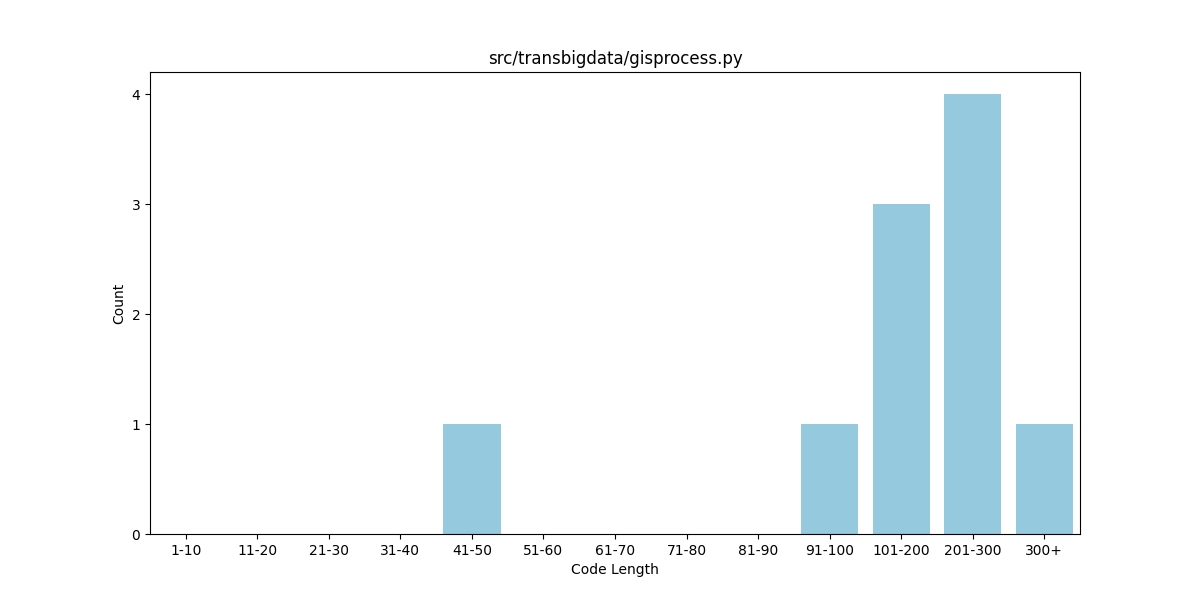 src/transbigdata/gisprocess.py
4
3
2
1
0
Count
1-10 11-20 21-30 31-40 41-50 51-60 61-70 71-80 81-90 91-100 101-200 201-300 300+
Code Length